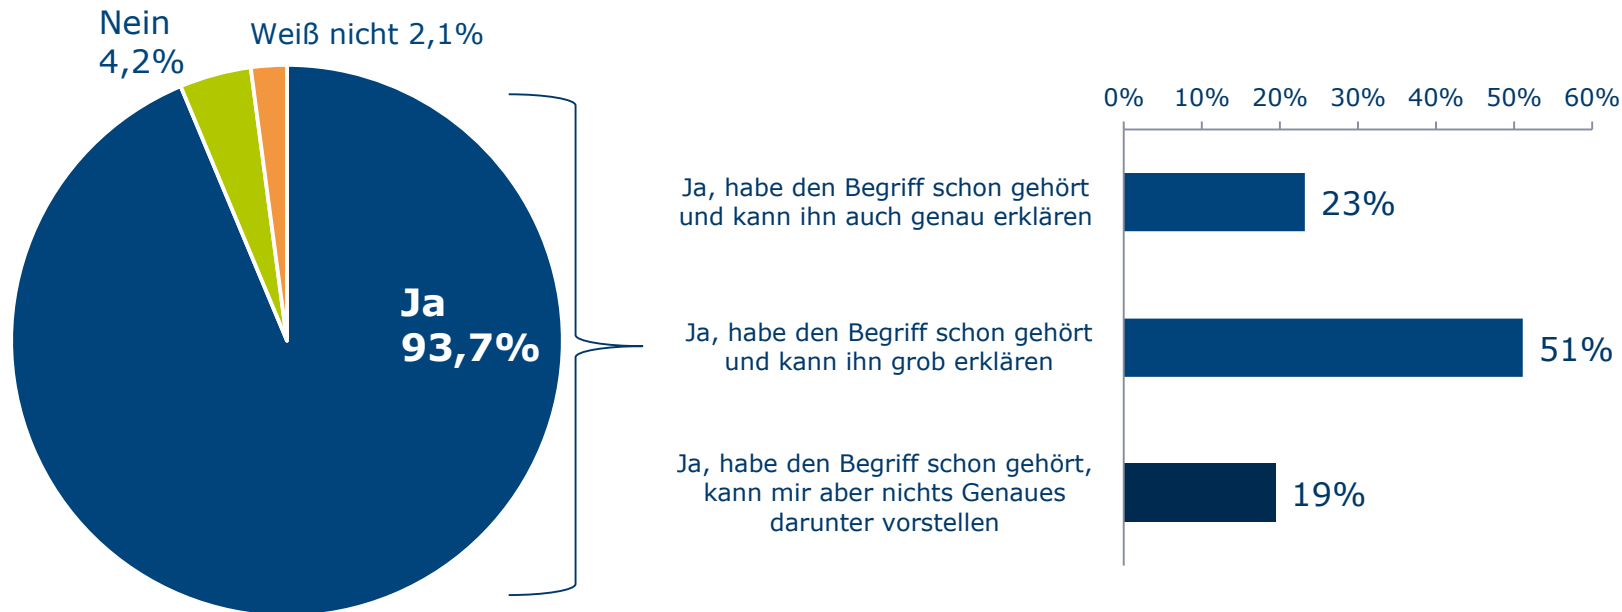 Nein
4,2%
Weiß nicht 2,1%
Ja
93,7%
0% 10% 20% 30% 40% 50% 60%
Ja, habe den Begriff schon gehört
und kann ihn auch genau erklären
23%
Ja, habe den Begriff schon gehört
und kann ihn grob erklären
51%
Ja, habe den Begriff schon gehört,
kann mir aber nichts Genaues
darunter vorstellen
19%